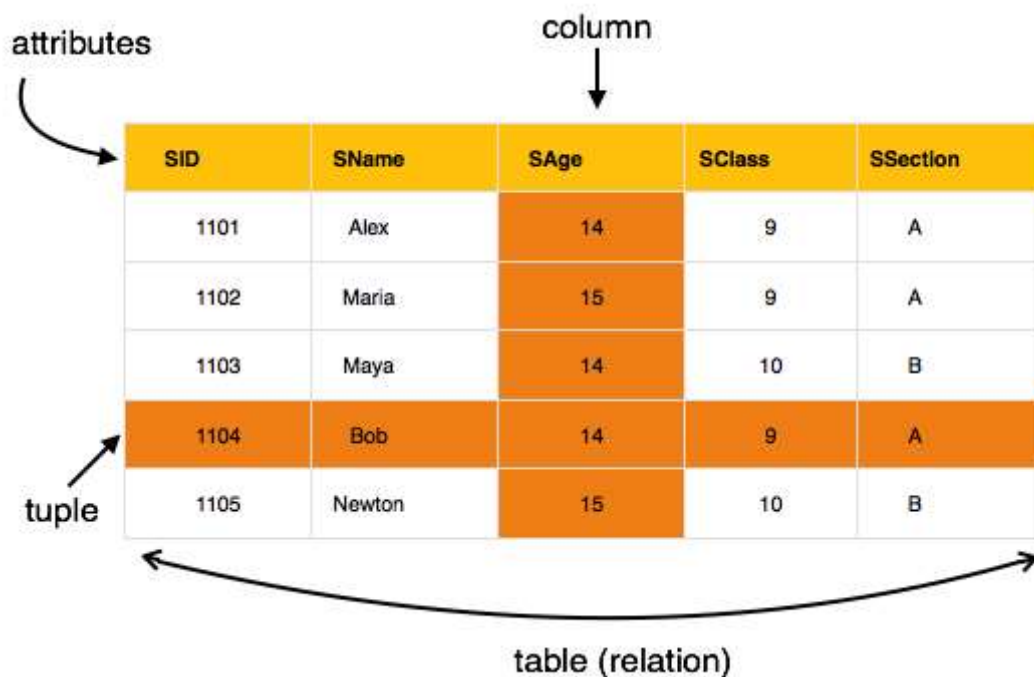 column
attributes
SID SName SAge SClass SSection
1101 Alex 14 9 A
1102 Maria 15 9 A
1103 Maya 14 10 B
1104 Bob 14 9 A
tuple
1105 Newton 15 10 B
table (relation)